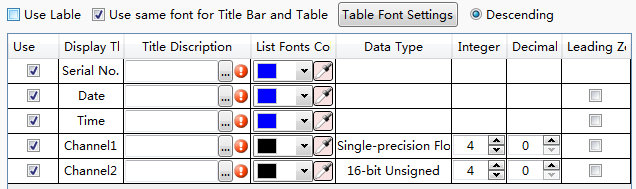 Use Lable Use same font for Title Bar and Table Table Font Settings Descending
Use Display Tl Title Discription List Fonts Co Data Type Integer Decimal Leading Ze
Serial No. ...
Date ...
Time ...
Channel1 ... Single-precision Flo 4 0
Channel2 ... 16-bit Unsigned 4 0